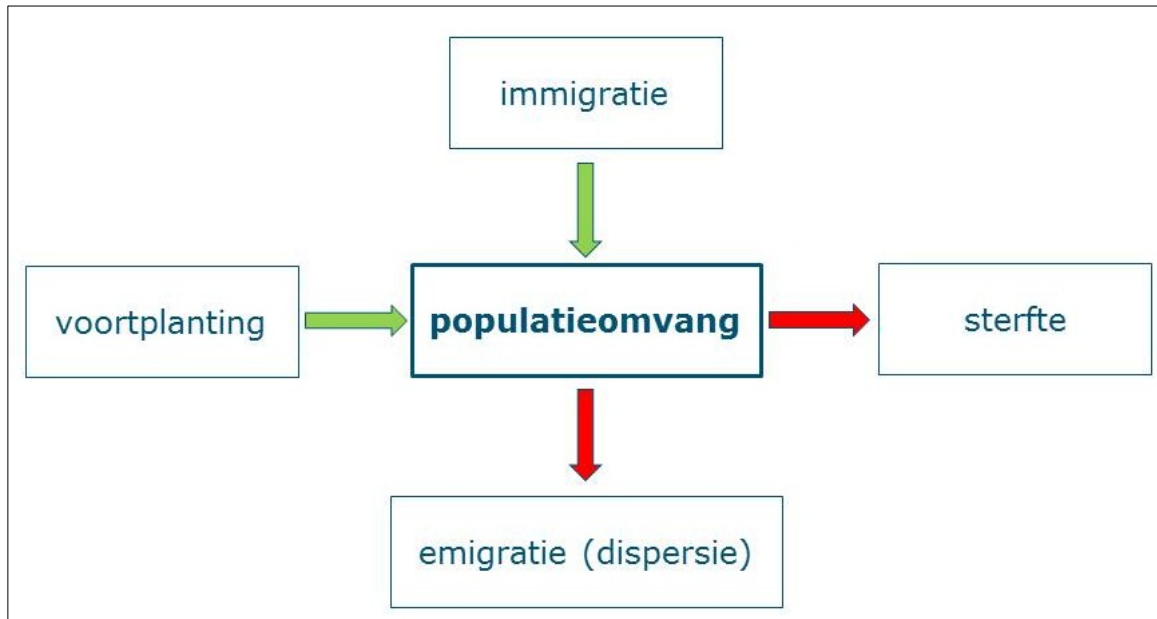 immigratie
voortplanting
populatieomvang
sterfte
emigratie (dispersie)